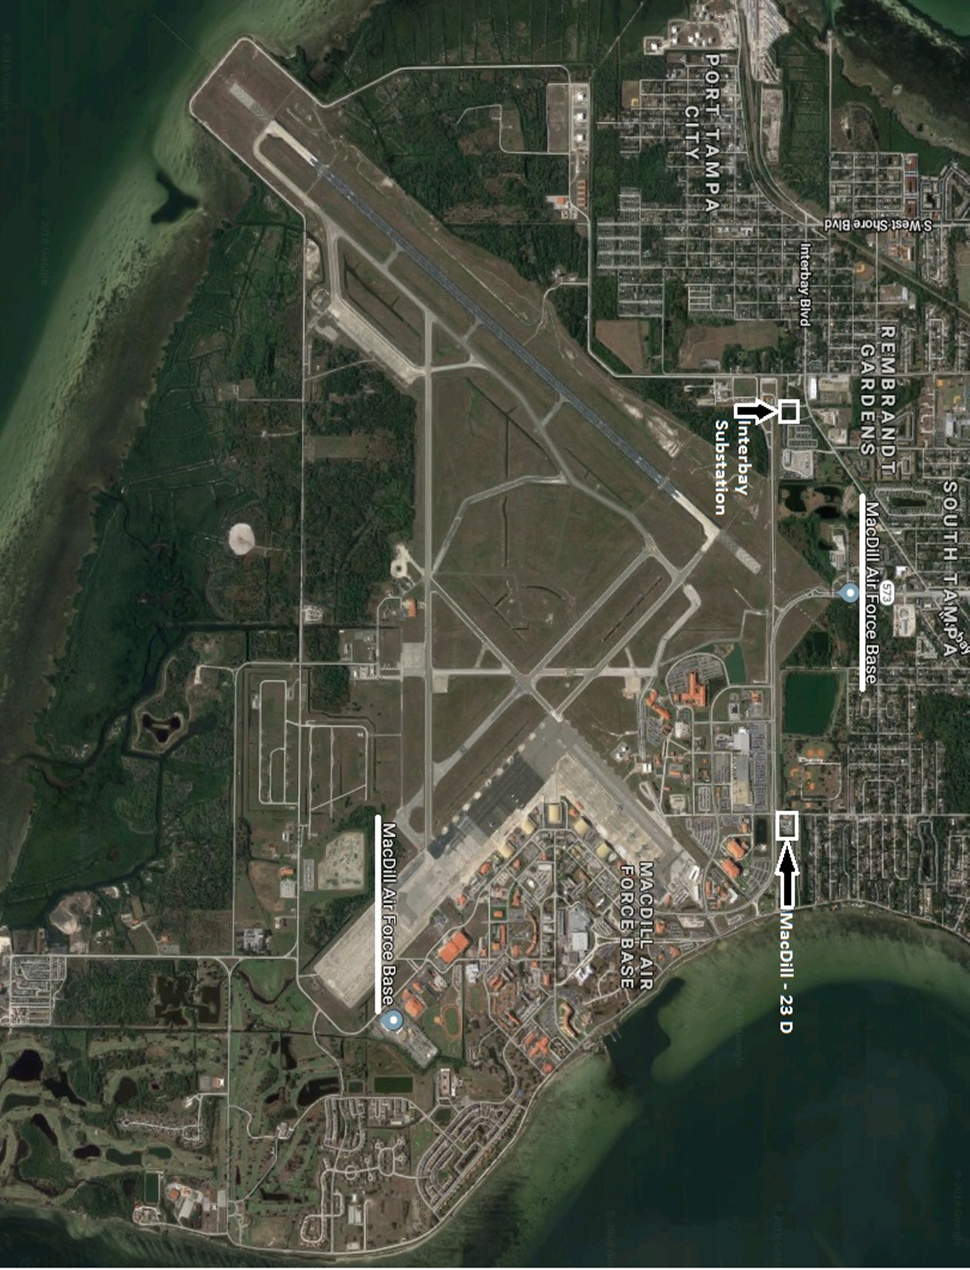 PORT TAMPA
CITY
S West Shore Blvd
Interbay Blvd
REMBRANDT
GARDENS
SOUTH TAMPA
Interbay
Substation
MacDill Air Force Base
573
MacDill - 23 D
MACDILL AIR
FORCE BASE
MacDill Air Force Base